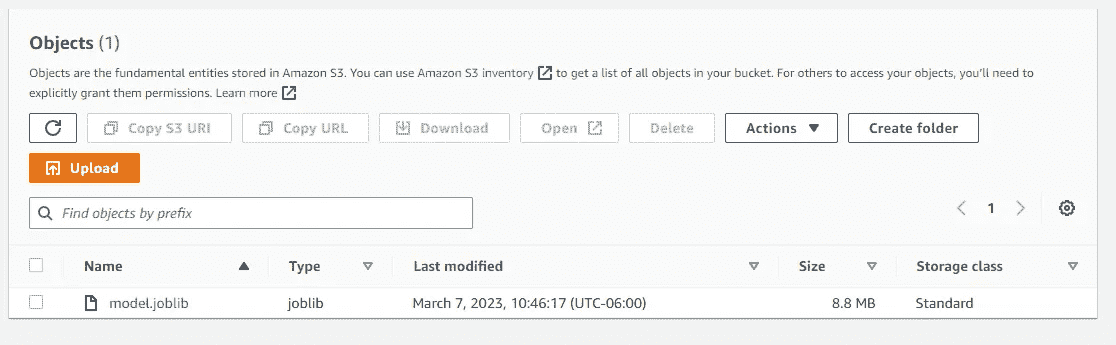 Objects (1)
Objects are the fundamental entities stored in Amazon S3. You can use Amazon S3 inventory to get a list of all objects in your bucket. For others to access your objects, you'll need to
explicitly grant them permissions. Learn more
Copy S3 URI Copy URL Download Open Delete Actions Create folder
Upload
Find objects by prefix 1
Name Type Last modified Size Storage class
model.joblib joblib March 7, 2023, 10:46:17 (UTC-06:00) 8.8 MB Standard